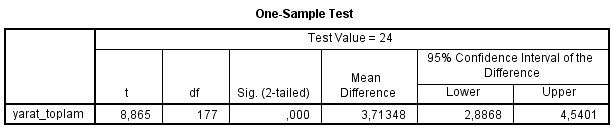 One-Sample Test
Test Value = 24
95% Confidence Interval of the Difference
t df Sig. (2-tailed) Mean Difference Lower Upper
yarat_toplam 8,865 177 ,000 3,71348 2,8868 4,5401